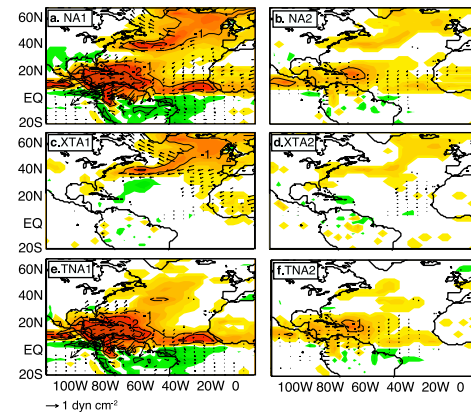 60N a. NA1 b. NA2
40N
20N
EQ
20S
60N c. XTA1 d. XTA2
40N
20N
EQ
20S
60N e. TNA1 f. TNA2
40N
20N
EQ
20S
100W 80W 60W 40W 20W 0 100W 80W 60W 40W 20W 0
→ 1 dyn cm⁻²